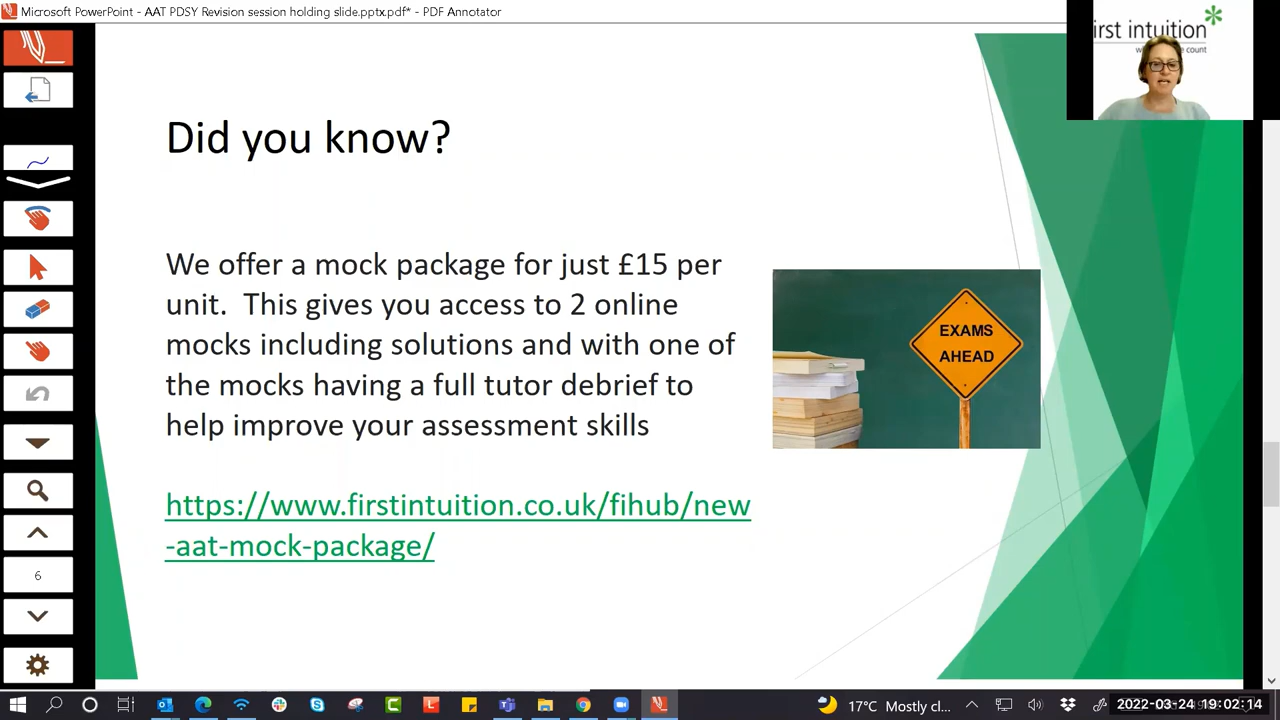 Microsoft PowerPoint - AAT PDSY Revision session holding slide.pptx.pdf* - PDF Annotator
irst intuition
count
Did you know?
We offer a mock package for just £15 per
unit. This gives you access to 2 online
mocks including solutions and with one of
the mocks having a full tutor debrief to
help improve your assessment skills
https://www.firstintuition.co.uk/fihub/new
-aat-mock-package/
EXAMS
AHEAD
6
17°C Mostly cl...
2022-03-24 19:02:14